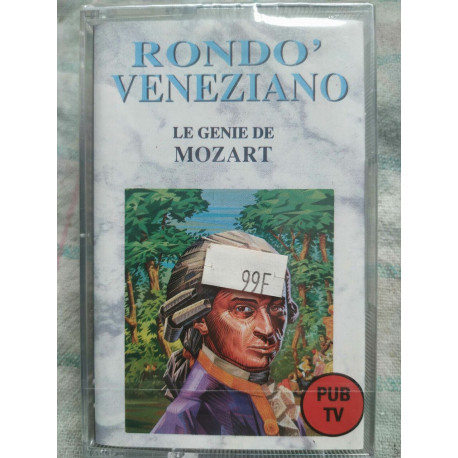 RONDO'
VENEZIANO
LE GENIE DE
MOZART
99F
PUB
TV